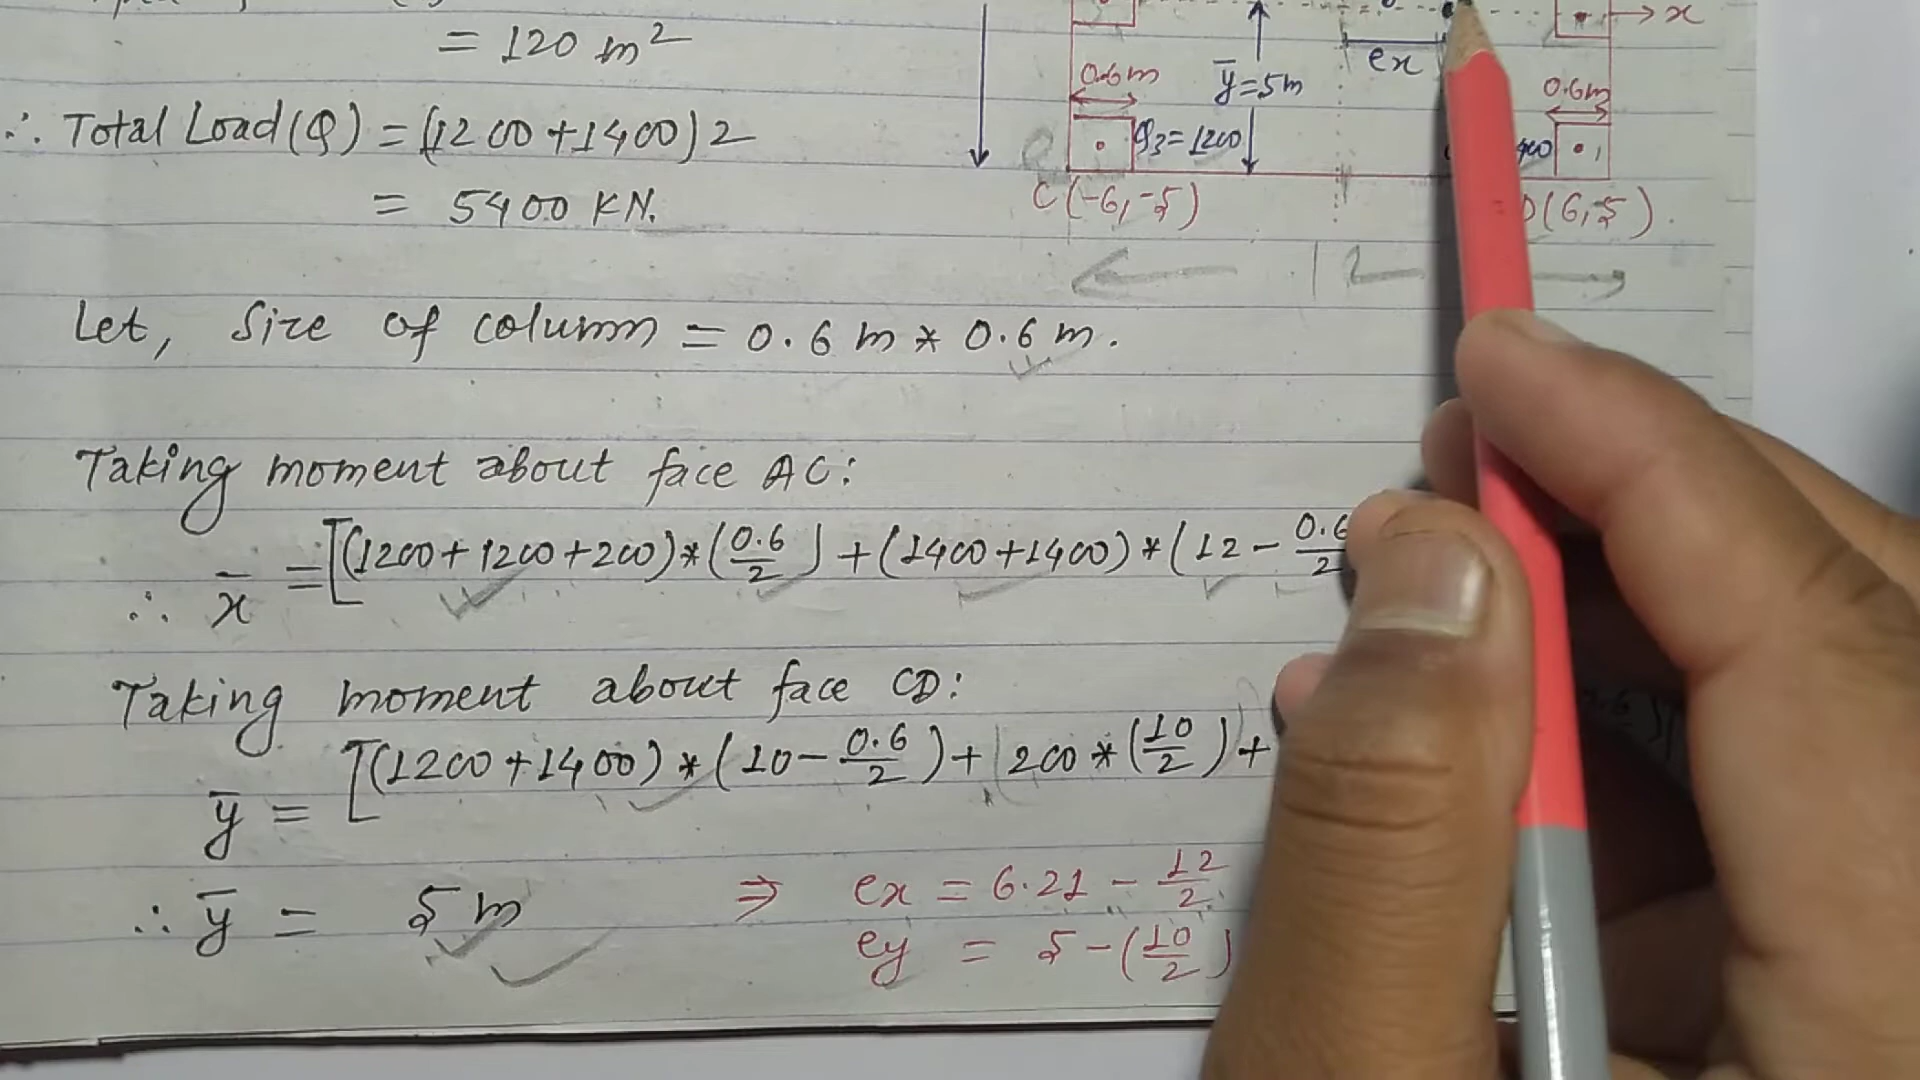 = 120 m²
→ x
ex
0.6m
ȳ=5m
0.6m
∴ Total Load(Q) = (1200+1400)2
Q3=1200
C(-6,-5)
D(6,-5)
= 5400 KN.
12
Let, Size of column = 0.6 m * 0.6 m.
Taking moment about face AC:
∴ x̄ = [(1200+1200+200)*(0.6/2)+(1400+1400)*(12-0.6/2
Taking moment about face CD:
ȳ = [(1200+1400)*(10-0.6/2)+(200*(10/2)+
∴ ȳ = 5 m
⇒ ex = 6.21 - 12/2
ey = 5-(10/2)